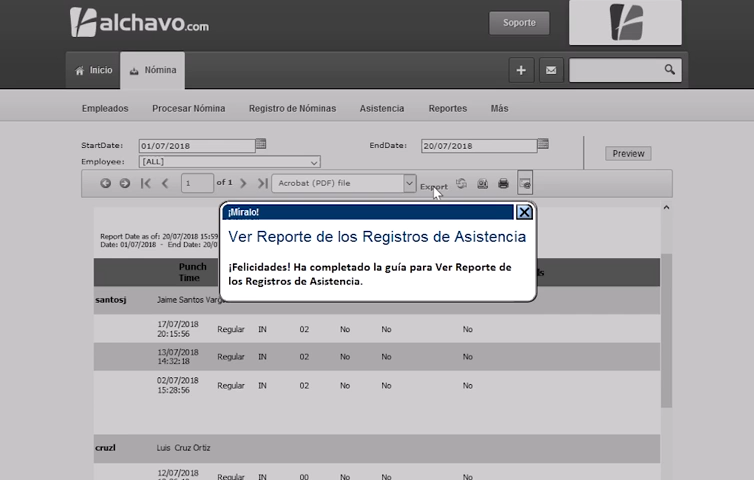 alchavo.com
Soporte
Inicio
Nómina
Empleados Procesar Nómina Registro de Nóminas Asistencia Reportes Más
StartDate: 01/07/2018 EndDate: 20/07/2018
Employee: [ALL]
Preview
1 of 1 Acrobat (PDF) file Export
¡Míralo!
Ver Reporte de los Registros de Asistencia
¡Felicidades! Ha completado la guía para Ver Reporte de
los Registros de Asistencia.
Report Date as of: 20/07/2018 15:59
Date: 01/07/2018 - End Date: 20/0
Punch
Time
santosj Jaime Santos Varg
17/07/2018
20:15:56 Regular IN 02 No No No
13/07/2018
14:32:18 Regular IN 02 No No No
02/07/2018
15:28:56 Regular IN 02 No No No
cruzl Luis Cruz Ortiz
12/07/2018
Regular IN 00 No No No